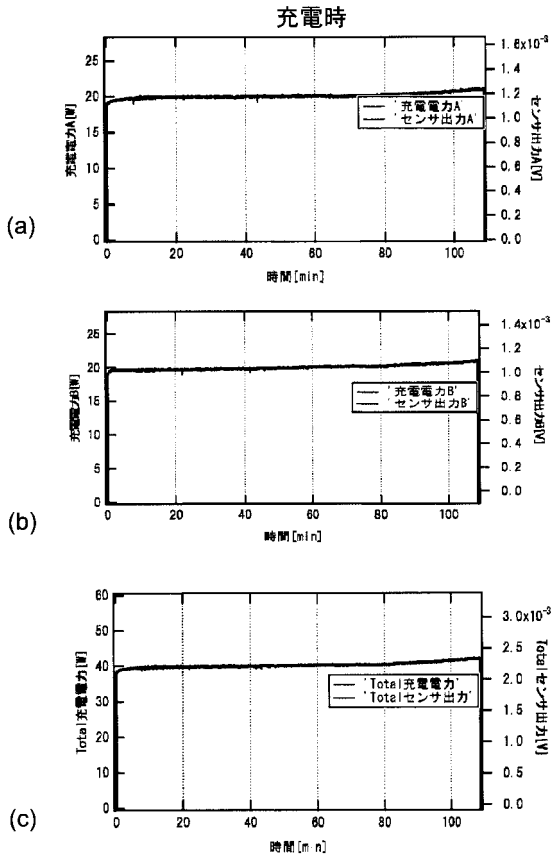 充電時
(a)
充電電力A[W]
25
20
15
10
5
0
1.6x10⁻³
1.4
1.2
1.0
0.8
0.6
0.4
0.2
0.0
センサ出力A[V]
'充電電力A'
'センサ出力A'
0 20 40 60 80 100
時間[min]
(b)
充電電力B[W]
25
20
15
10
5
0
1.4x10⁻³
1.2
1.0
0.8
0.6
0.4
0.2
0.0
センサ出力B[V]
'充電電力B'
'センサ出力B'
0 20 40 60 80 100
時間[min]
(c)
Total充電電力[W]
60
50
40
30
20
10
0
3.0x10⁻³
2.5
2.0
1.5
1.0
0.5
0.0
Totalセンサ出力[V]
'Total充電電力'
'Totalセンサ出力'
0 20 40 60 80 100
時間[min]